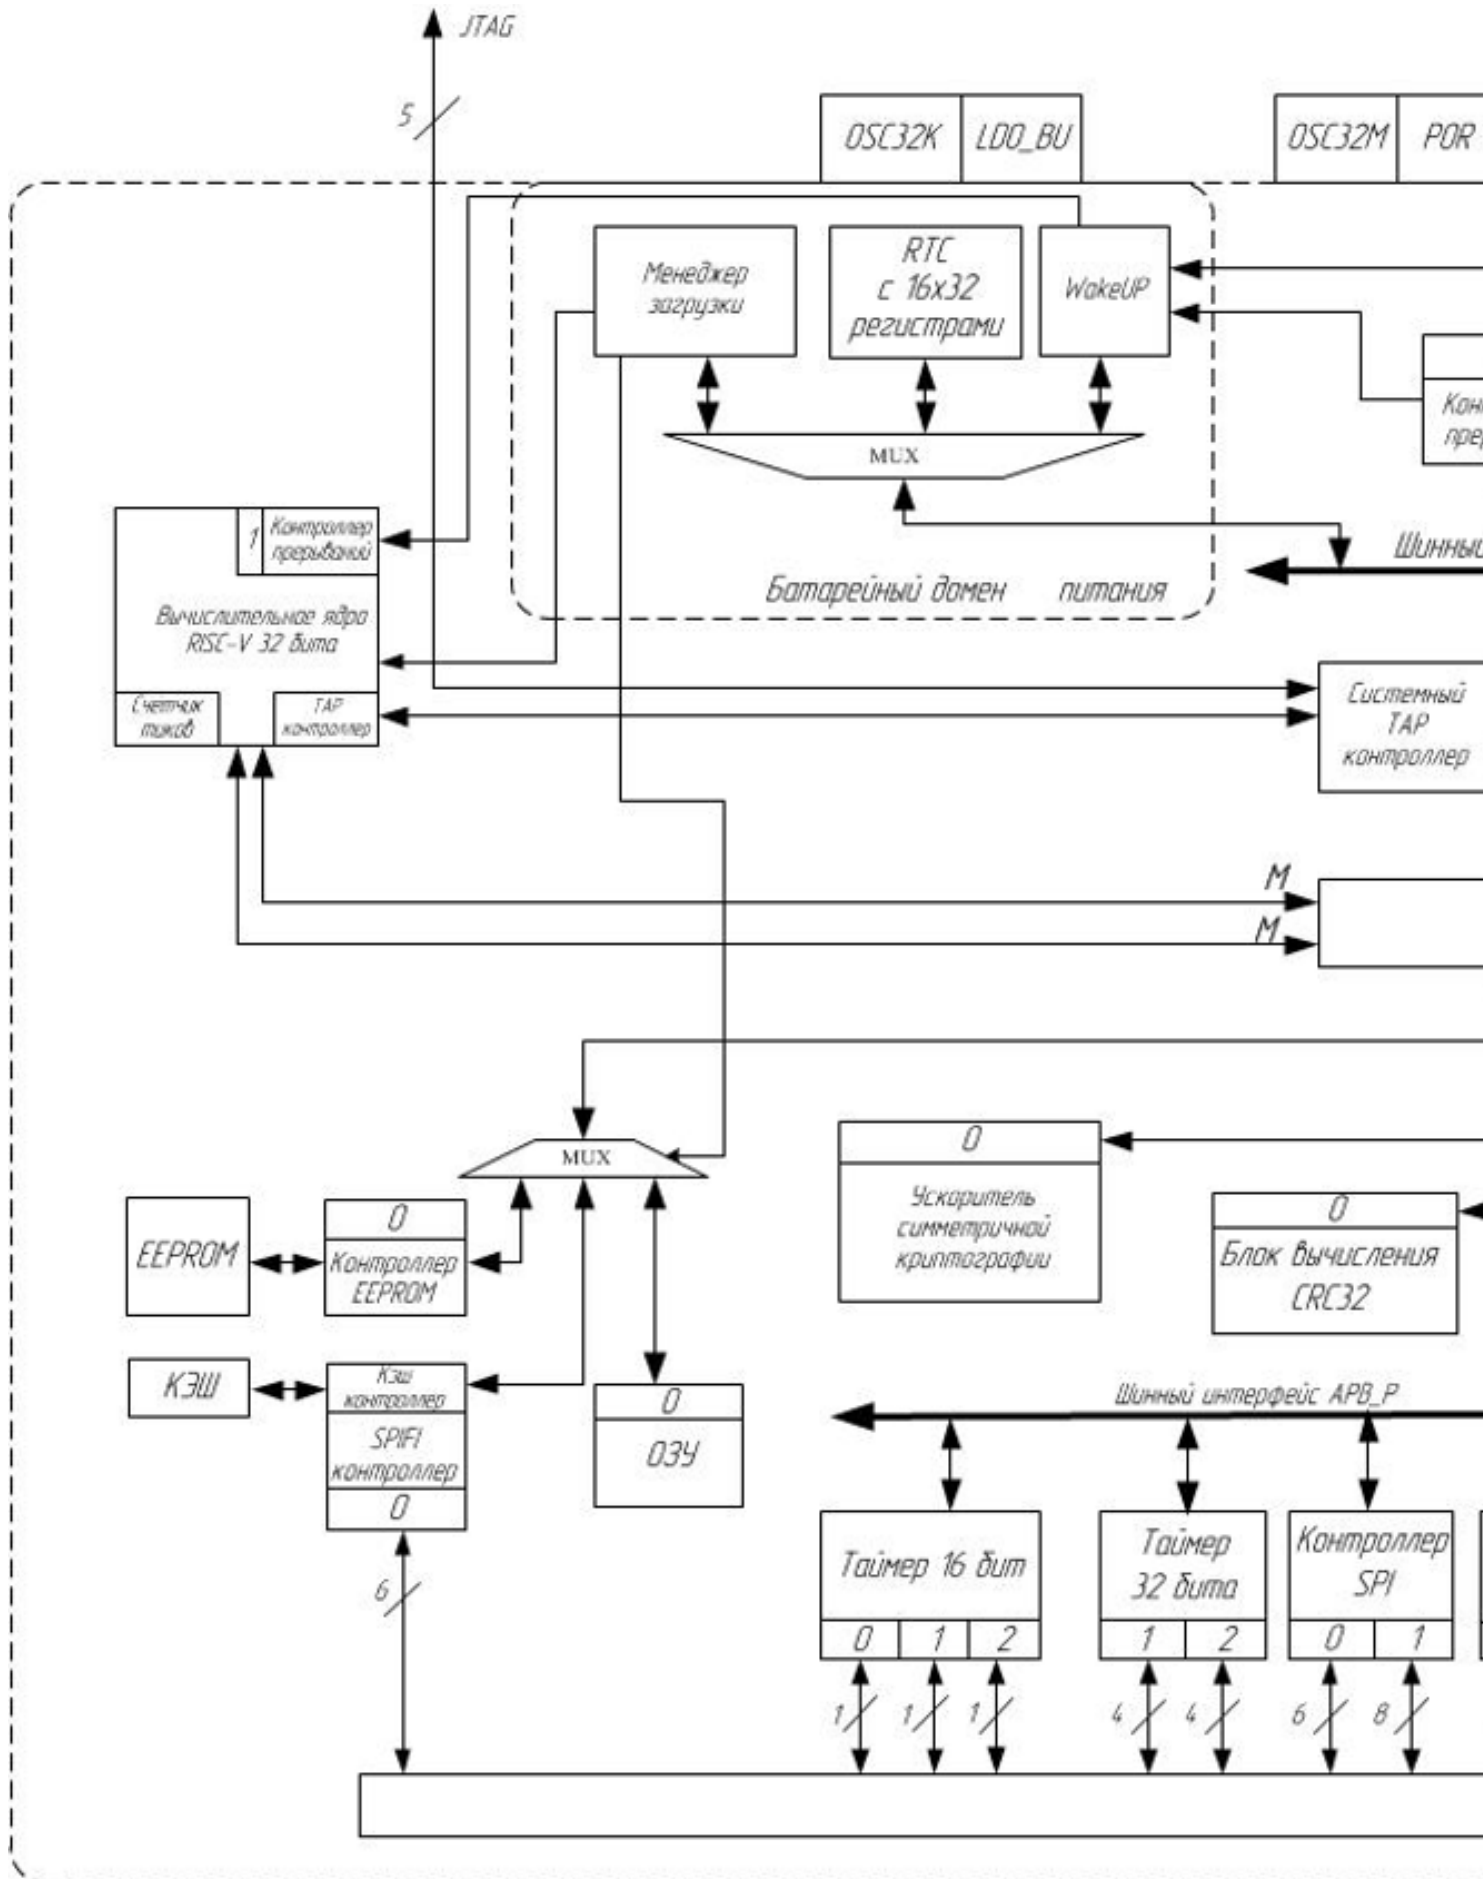 JTAG
5
OSC32K
LDO_BU
OSC32M
POR
Менеджер
загрузки
RTC
с 16х32
регистрами
WakeUP
MUX
Батарейный домен питания
Шинный
1
Контроллер
прерываний
Вычислительное ядро
RISC-V 32 бита
Счетчик
тиков
TAP
контроллер
Системный
TAP
контроллер
M
M
MUX
0
Ускоритель
симметричной
криптографии
0
Блок вычисления
CRC32
EEPROM
0
Контроллер
EEPROM
КЭШ
Кэш
контроллер
SPIFI
контроллер
0
0
ОЗУ
Шинный интерфейс APB_P
Таймер 16 бит
0 1 2
Таймер
32 бита
1 2
Контроллер
SPI
0 1
6
1 1 1 4 4 6 8